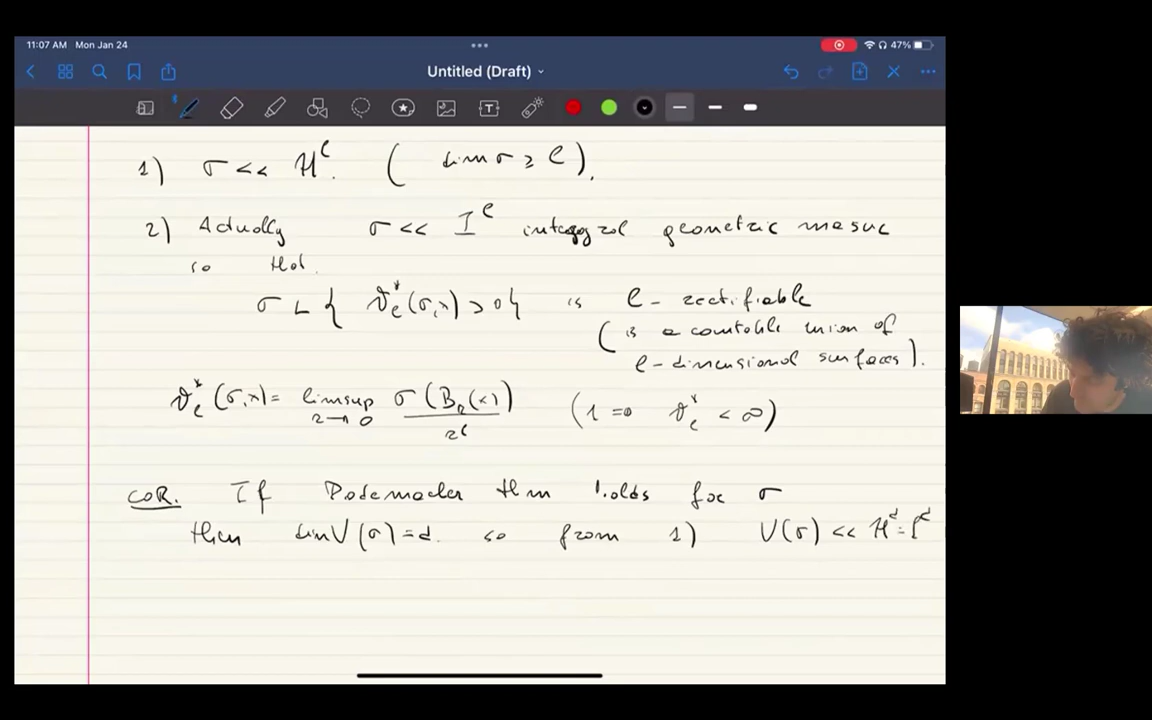 11:07 AM Mon Jan 24
47%
Untitled (Draft)
1) σ << H^ℓ. ( dim σ ≥ ℓ ).
2) Actually σ << I^ℓ integral geometric measure
so that.
σ ⌞ { ϑ*_ℓ(σ,x) > 0 } is ℓ - rectifiable
( is a countable union of
ℓ - dimensional surfaces ).
ϑ*_ℓ(σ,x) = limsup_{r→0} σ(B_r(x)) / r^ℓ ( 1=0 ϑ*_ℓ < ∞ )
COR. If Rademacher thm holds for σ
then dim V(σ) = d. so from 1) V(σ) << H^d = L^d